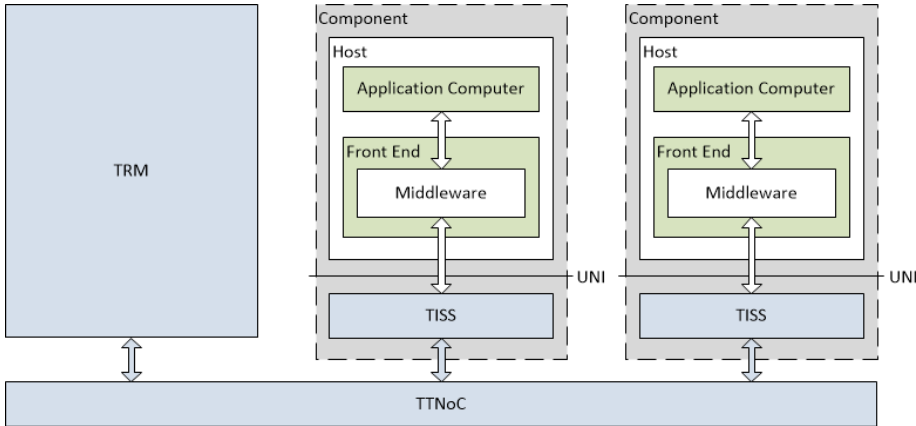 Component
Host
Application Computer
Front End
Middleware
UNI
TISS
Component
Host
Application Computer
Front End
Middleware
UNI
TISS
TRM
TTNoC